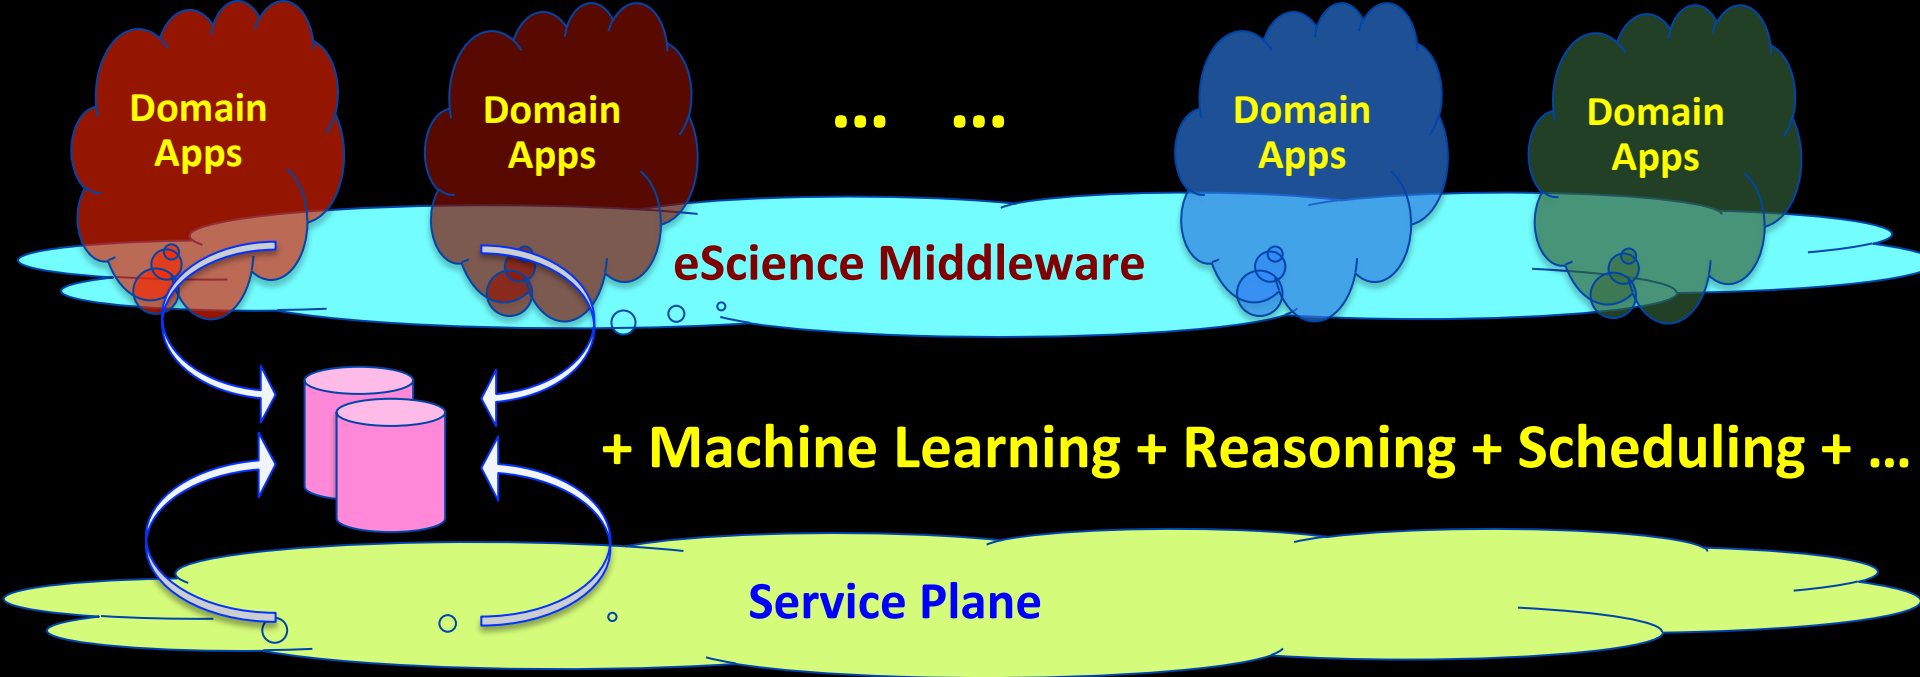 Domain
Apps
Domain
Apps
... ...
Domain
Apps
Domain
Apps
eScience Middleware
+ Machine Learning + Reasoning + Scheduling + ...
Service Plane